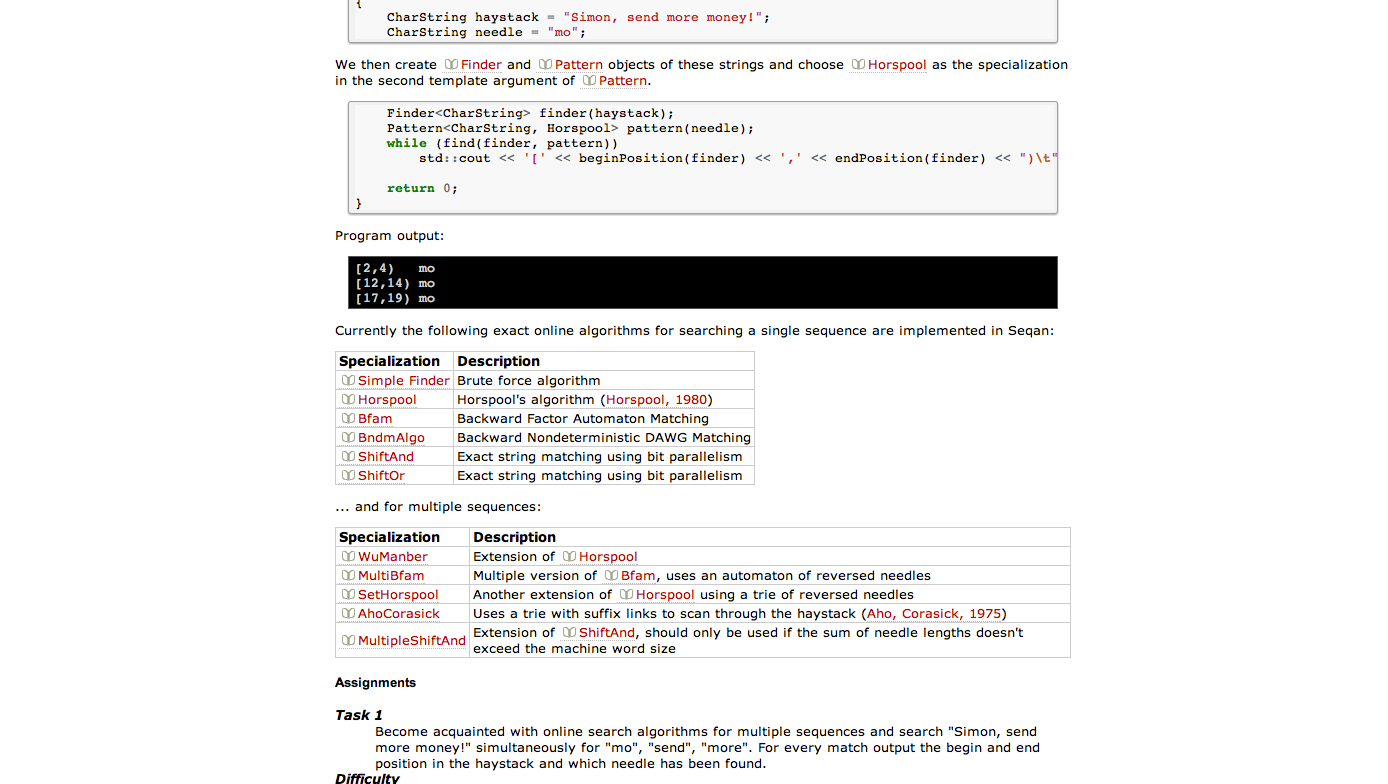 {
CharString haystack = "Simon, send more money!";
CharString needle = "mo";
We then create Finder and Pattern objects of these strings and choose Horspool as the specialization
in the second template argument of Pattern.
Finder<CharString> finder(haystack);
Pattern<CharString, Horspool> pattern(needle);
while (find(finder, pattern))
std::cout << '[' << beginPosition(finder) << ',' << endPosition(finder) << ")\t"
return 0;
}
Program output:
[2,4) mo
[12,14) mo
[17,19) mo
Currently the following exact online algorithms for searching a single sequence are implemented in Seqan:
Specialization Description
Simple Finder Brute force algorithm
Horspool Horspool's algorithm (Horspool, 1980)
Bfam Backward Factor Automaton Matching
BndmAlgo Backward Nondeterministic DAWG Matching
ShiftAnd Exact string matching using bit parallelism
ShiftOr Exact string matching using bit parallelism
... and for multiple sequences:
Specialization Description
WuManber Extension of Horspool
MultiBfam Multiple version of Bfam, uses an automaton of reversed needles
SetHorspool Another extension of Horspool using a trie of reversed needles
AhoCorasick Uses a trie with suffix links to scan through the haystack (Aho, Corasick, 1975)
MultipleShiftAnd Extension of ShiftAnd, should only be used if the sum of needle lengths doesn't
exceed the machine word size
Assignments
Task 1
Become acquainted with online search algorithms for multiple sequences and search "Simon, send
more money!" simultaneously for "mo", "send", "more". For every match output the begin and end
position in the haystack and which needle has been found.
Difficulty